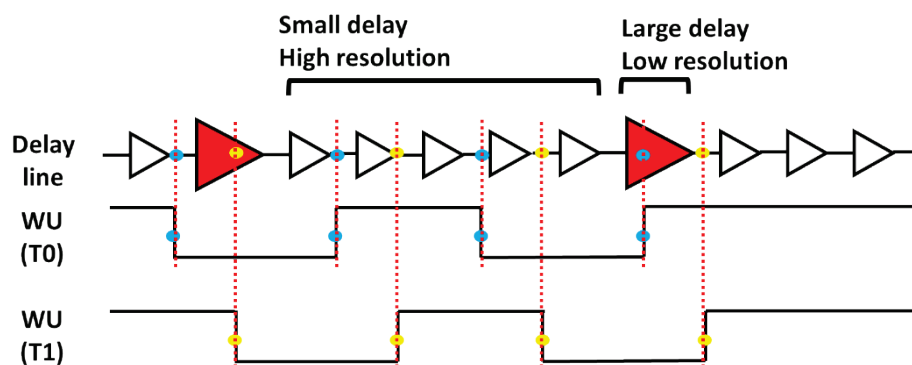 Small delay
High resolution
Large delay
Low resolution
Delay
line
WU
(T0)
WU
(T1)